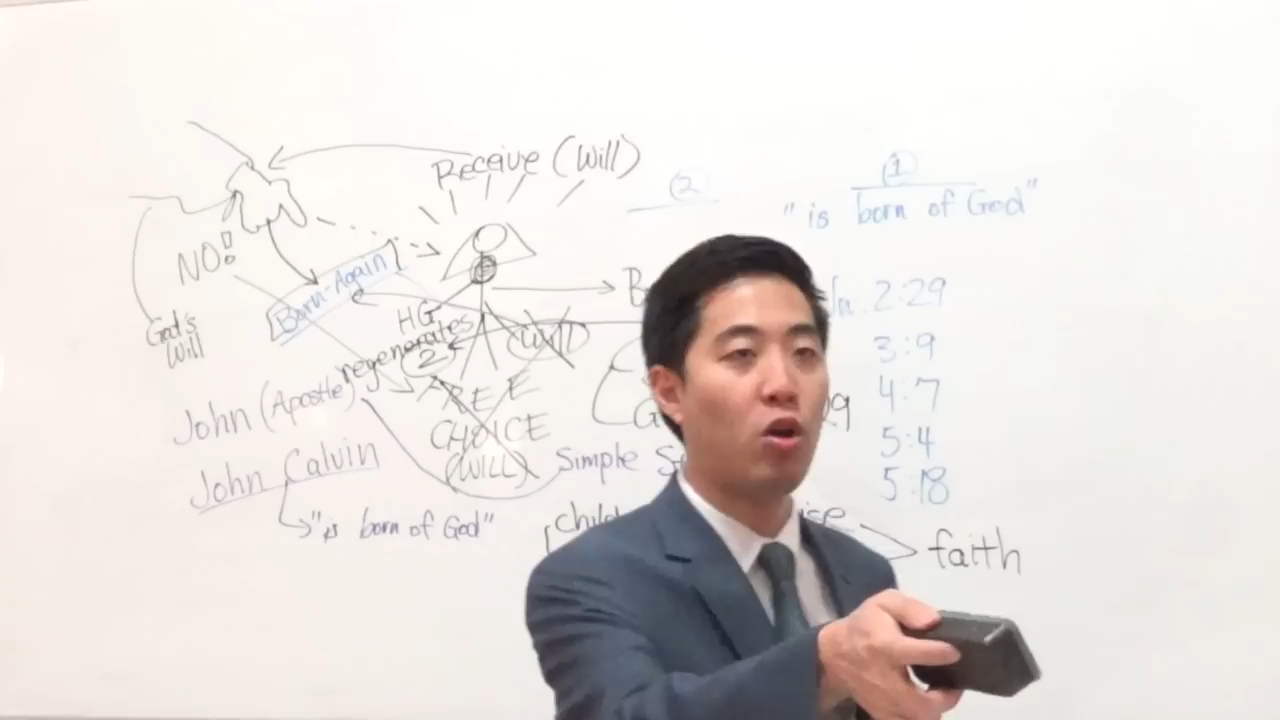 Receive (Will)
②
①
"is born of God"
NO!
Born-Again
God's
Will
HG
regenerates
2
(Will)
FREE
CHOICE
(WILL)
John (Apostle)
John Calvin
"is born of God"
Simple
2:29
3:9
4:7
5:4
5:18
faith